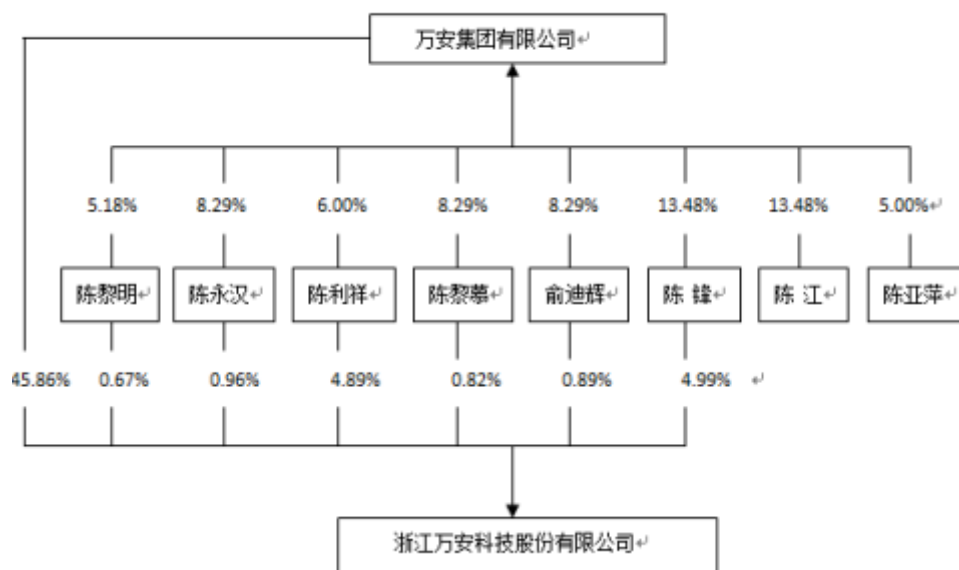 万安集团有限公司↵
5.18% 8.29% 6.00% 8.29% 8.29% 13.48% 13.48% 5.00%↵
陈黎明↵ 陈永汉↵ 陈利祥↵ 陈黎慕↵ 俞迪辉↵ 陈 锋↵ 陈 江↵ 陈亚萍↵
45.86% 0.67% 0.96% 4.89% 0.82% 0.89% 4.99% ↵
浙江万安科技股份有限公司↵